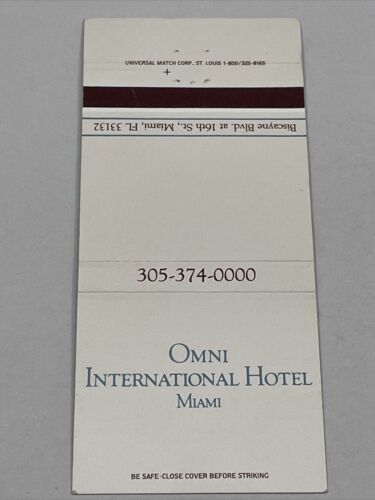 UNIVERSAL MATCH CORP., ST. LOUIS 1-800/325-8165
Biscayne Blvd. at 16th St., Miami, FL 33132
305-374-0000
OMNI
INTERNATIONAL HOTEL
MIAMI
BE SAFE-CLOSE COVER BEFORE STRIKING